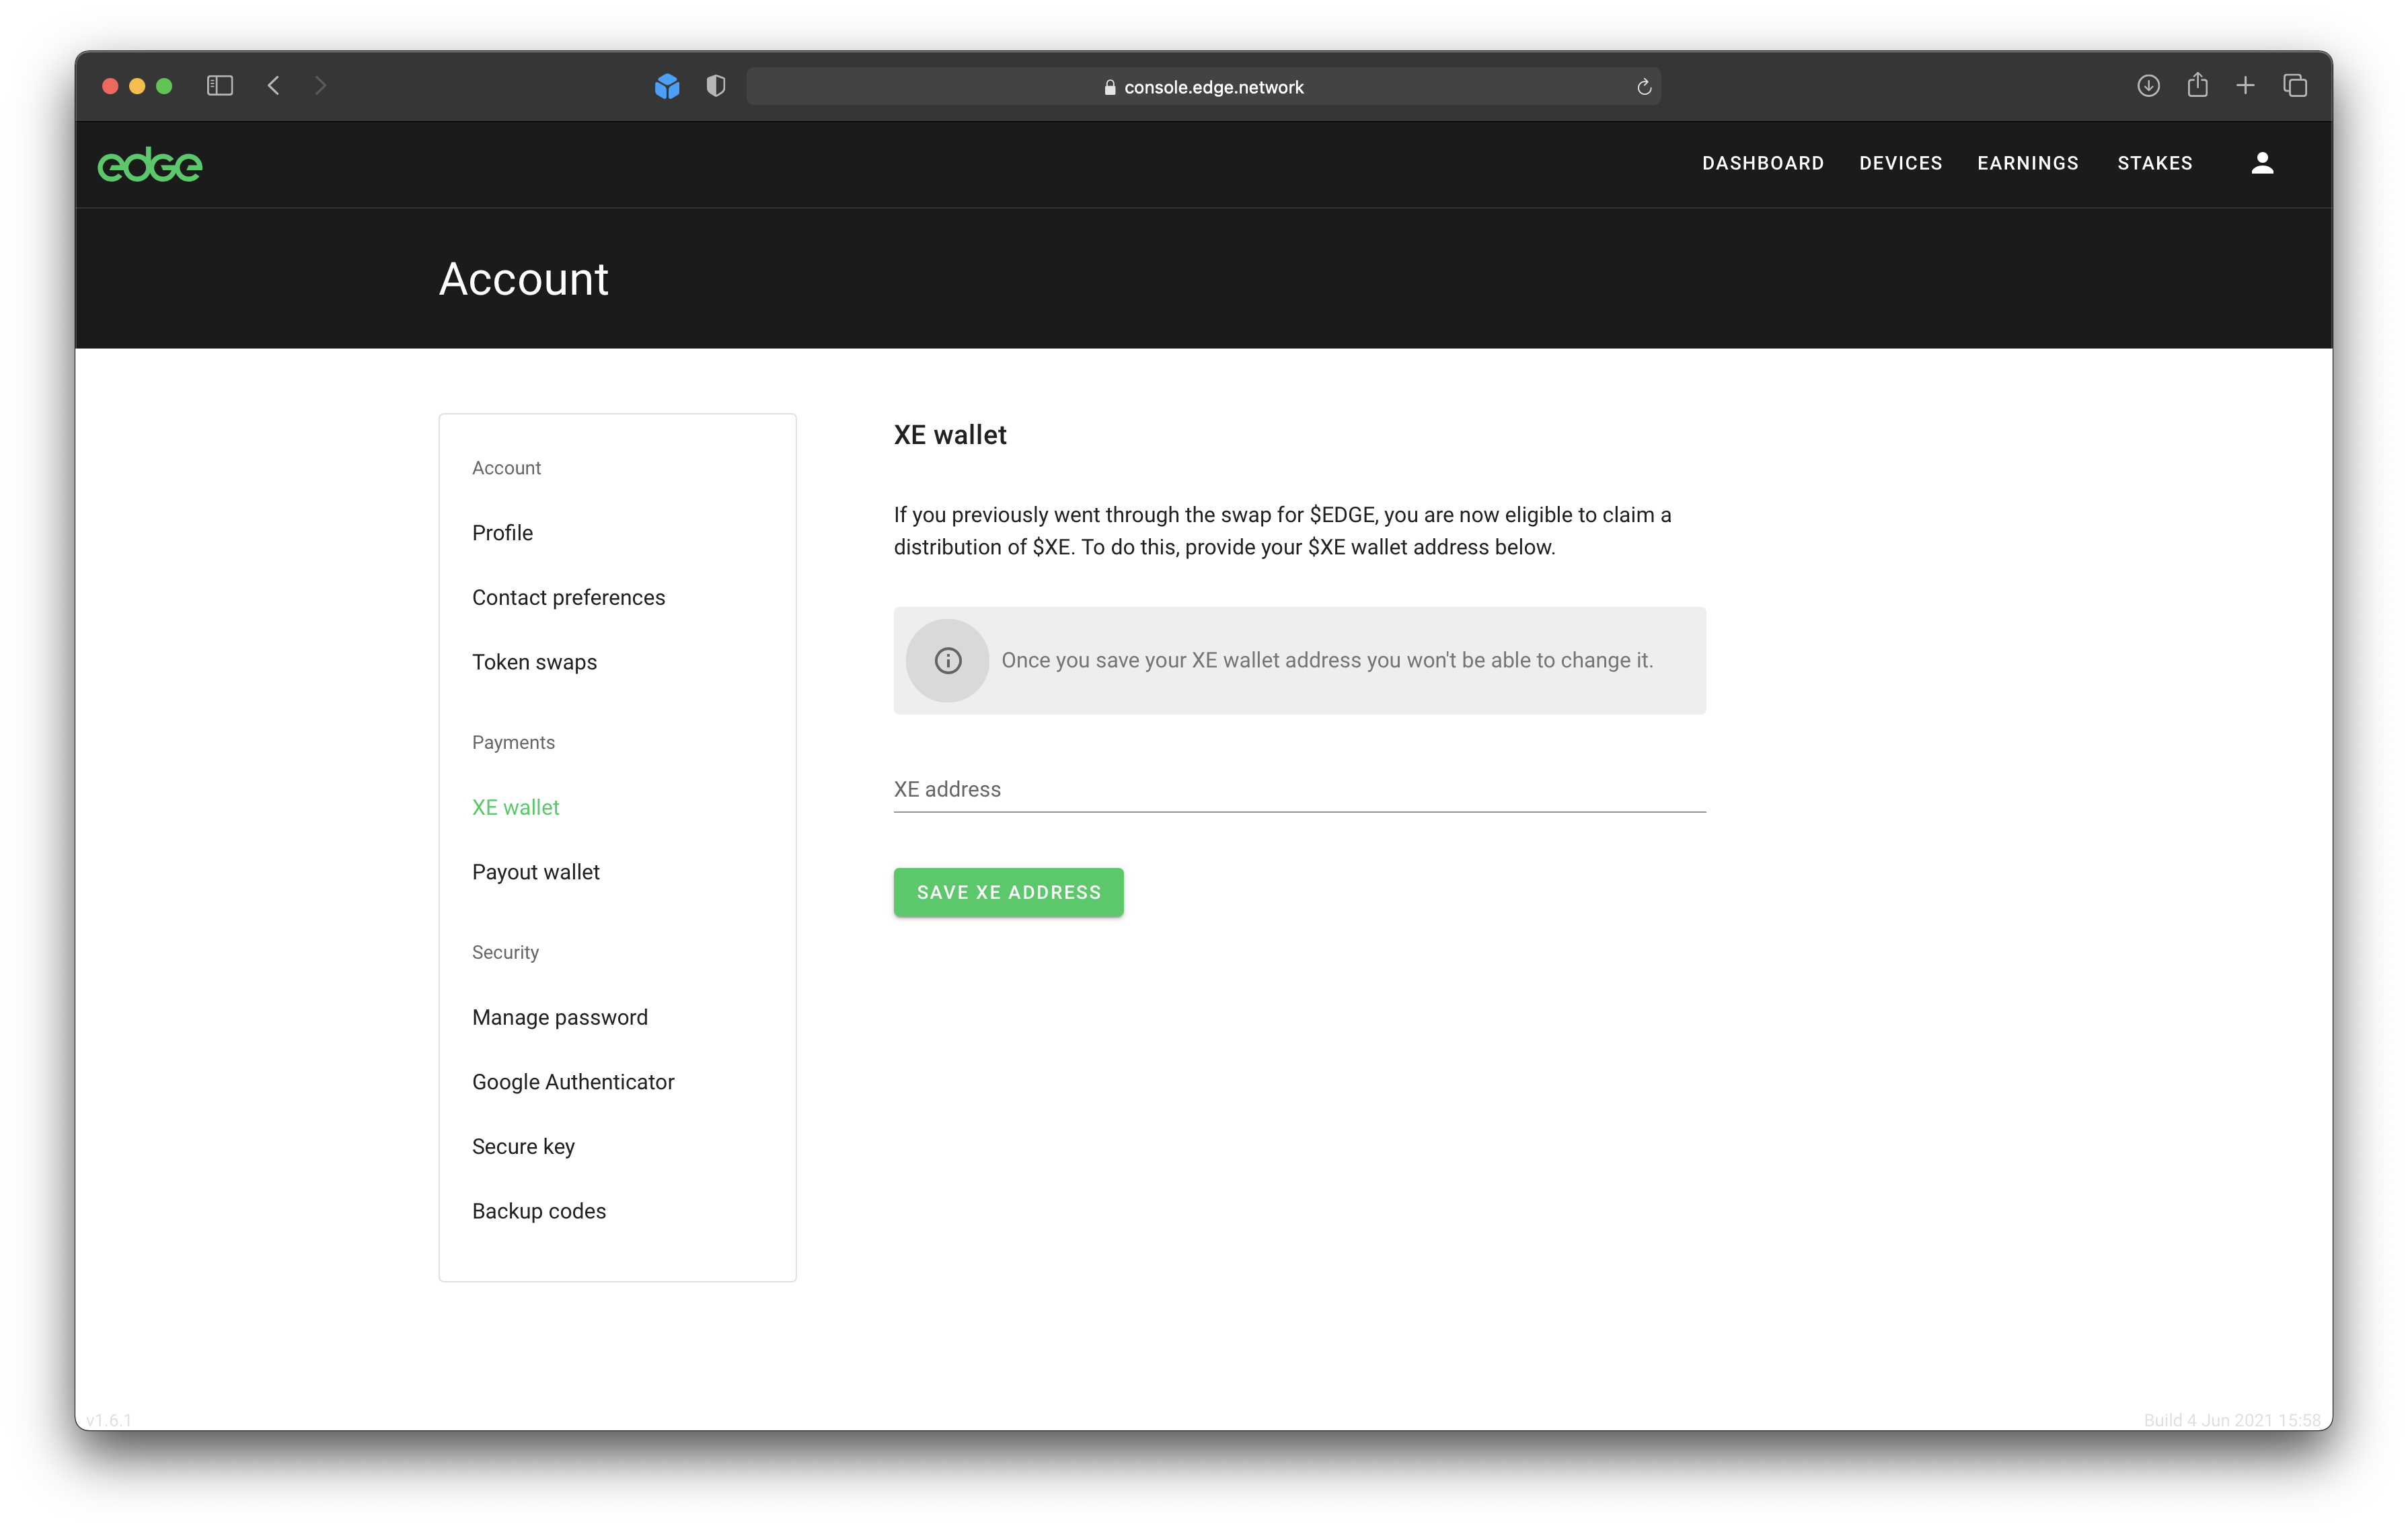 console.edge.network
edge
DASHBOARD DEVICES EARNINGS STAKES
Account
Account
Profile
Contact preferences
Token swaps
Payments
XE wallet
Payout wallet
Security
Manage password
Google Authenticator
Secure key
Backup codes
XE wallet
If you previously went through the swap for $EDGE, you are now eligible to claim a
distribution of $XE. To do this, provide your $XE wallet address below.
Once you save your XE wallet address you won't be able to change it.
XE address
SAVE XE ADDRESS
v1.6.1
Build 4 Jun 2021 15:58